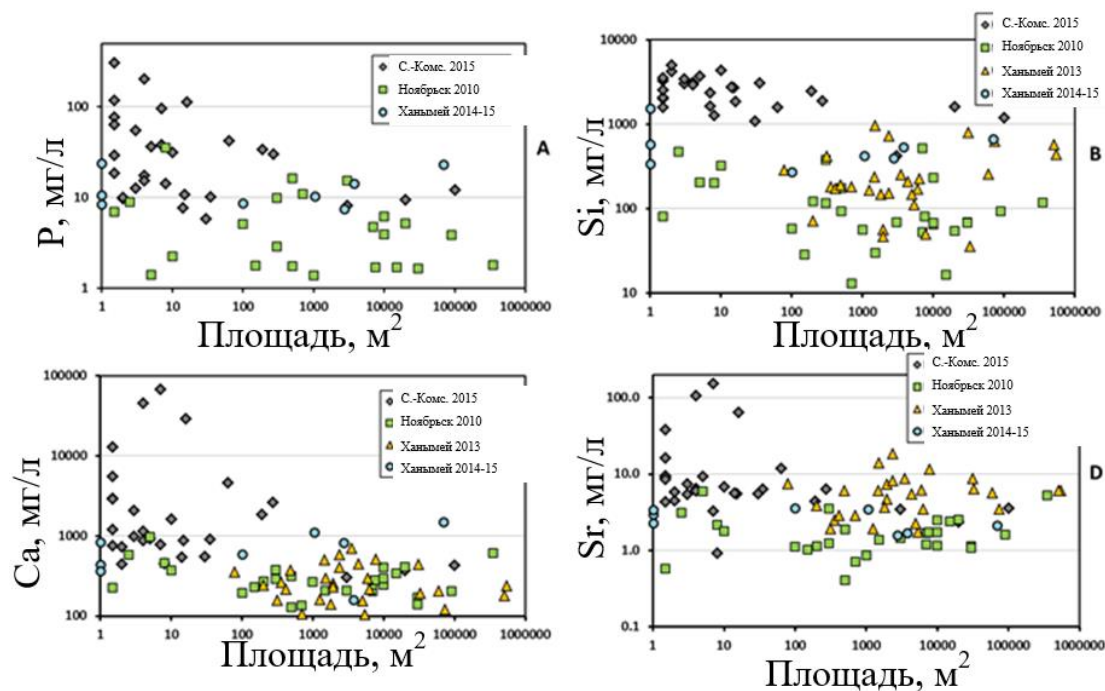 P, мг/л
100
10
1
С.-Комс. 2015
Ноябрьск 2010
Ханымей 2014-15
A
1 10 100 1000 10000 100000 1000000
Площадь, м²
Si, мг/л
10000
1000
100
10
С.-Комс. 2015
Ноябрьск 2010
Ханымей 2013
Ханымей 2014-15
B
1 10 100 1000 10000 100000 1000000
Площадь, м²
Ca, мг/л
100000
10000
1000
100
С.-Комс. 2015
Ноябрьск 2010
Ханымей 2013
Ханымей 2014-15
1 10 100 1000 10000 100000 1000000
Площадь, м²
Sr, мг/л
100.0
10.0
1.0
0.1
С.-Комс. 2015
Ноябрьск 2010
Ханымей 2013
Ханымей 2014-15
D
1 10 100 1000 10000 100000 1000000
Площадь, м²